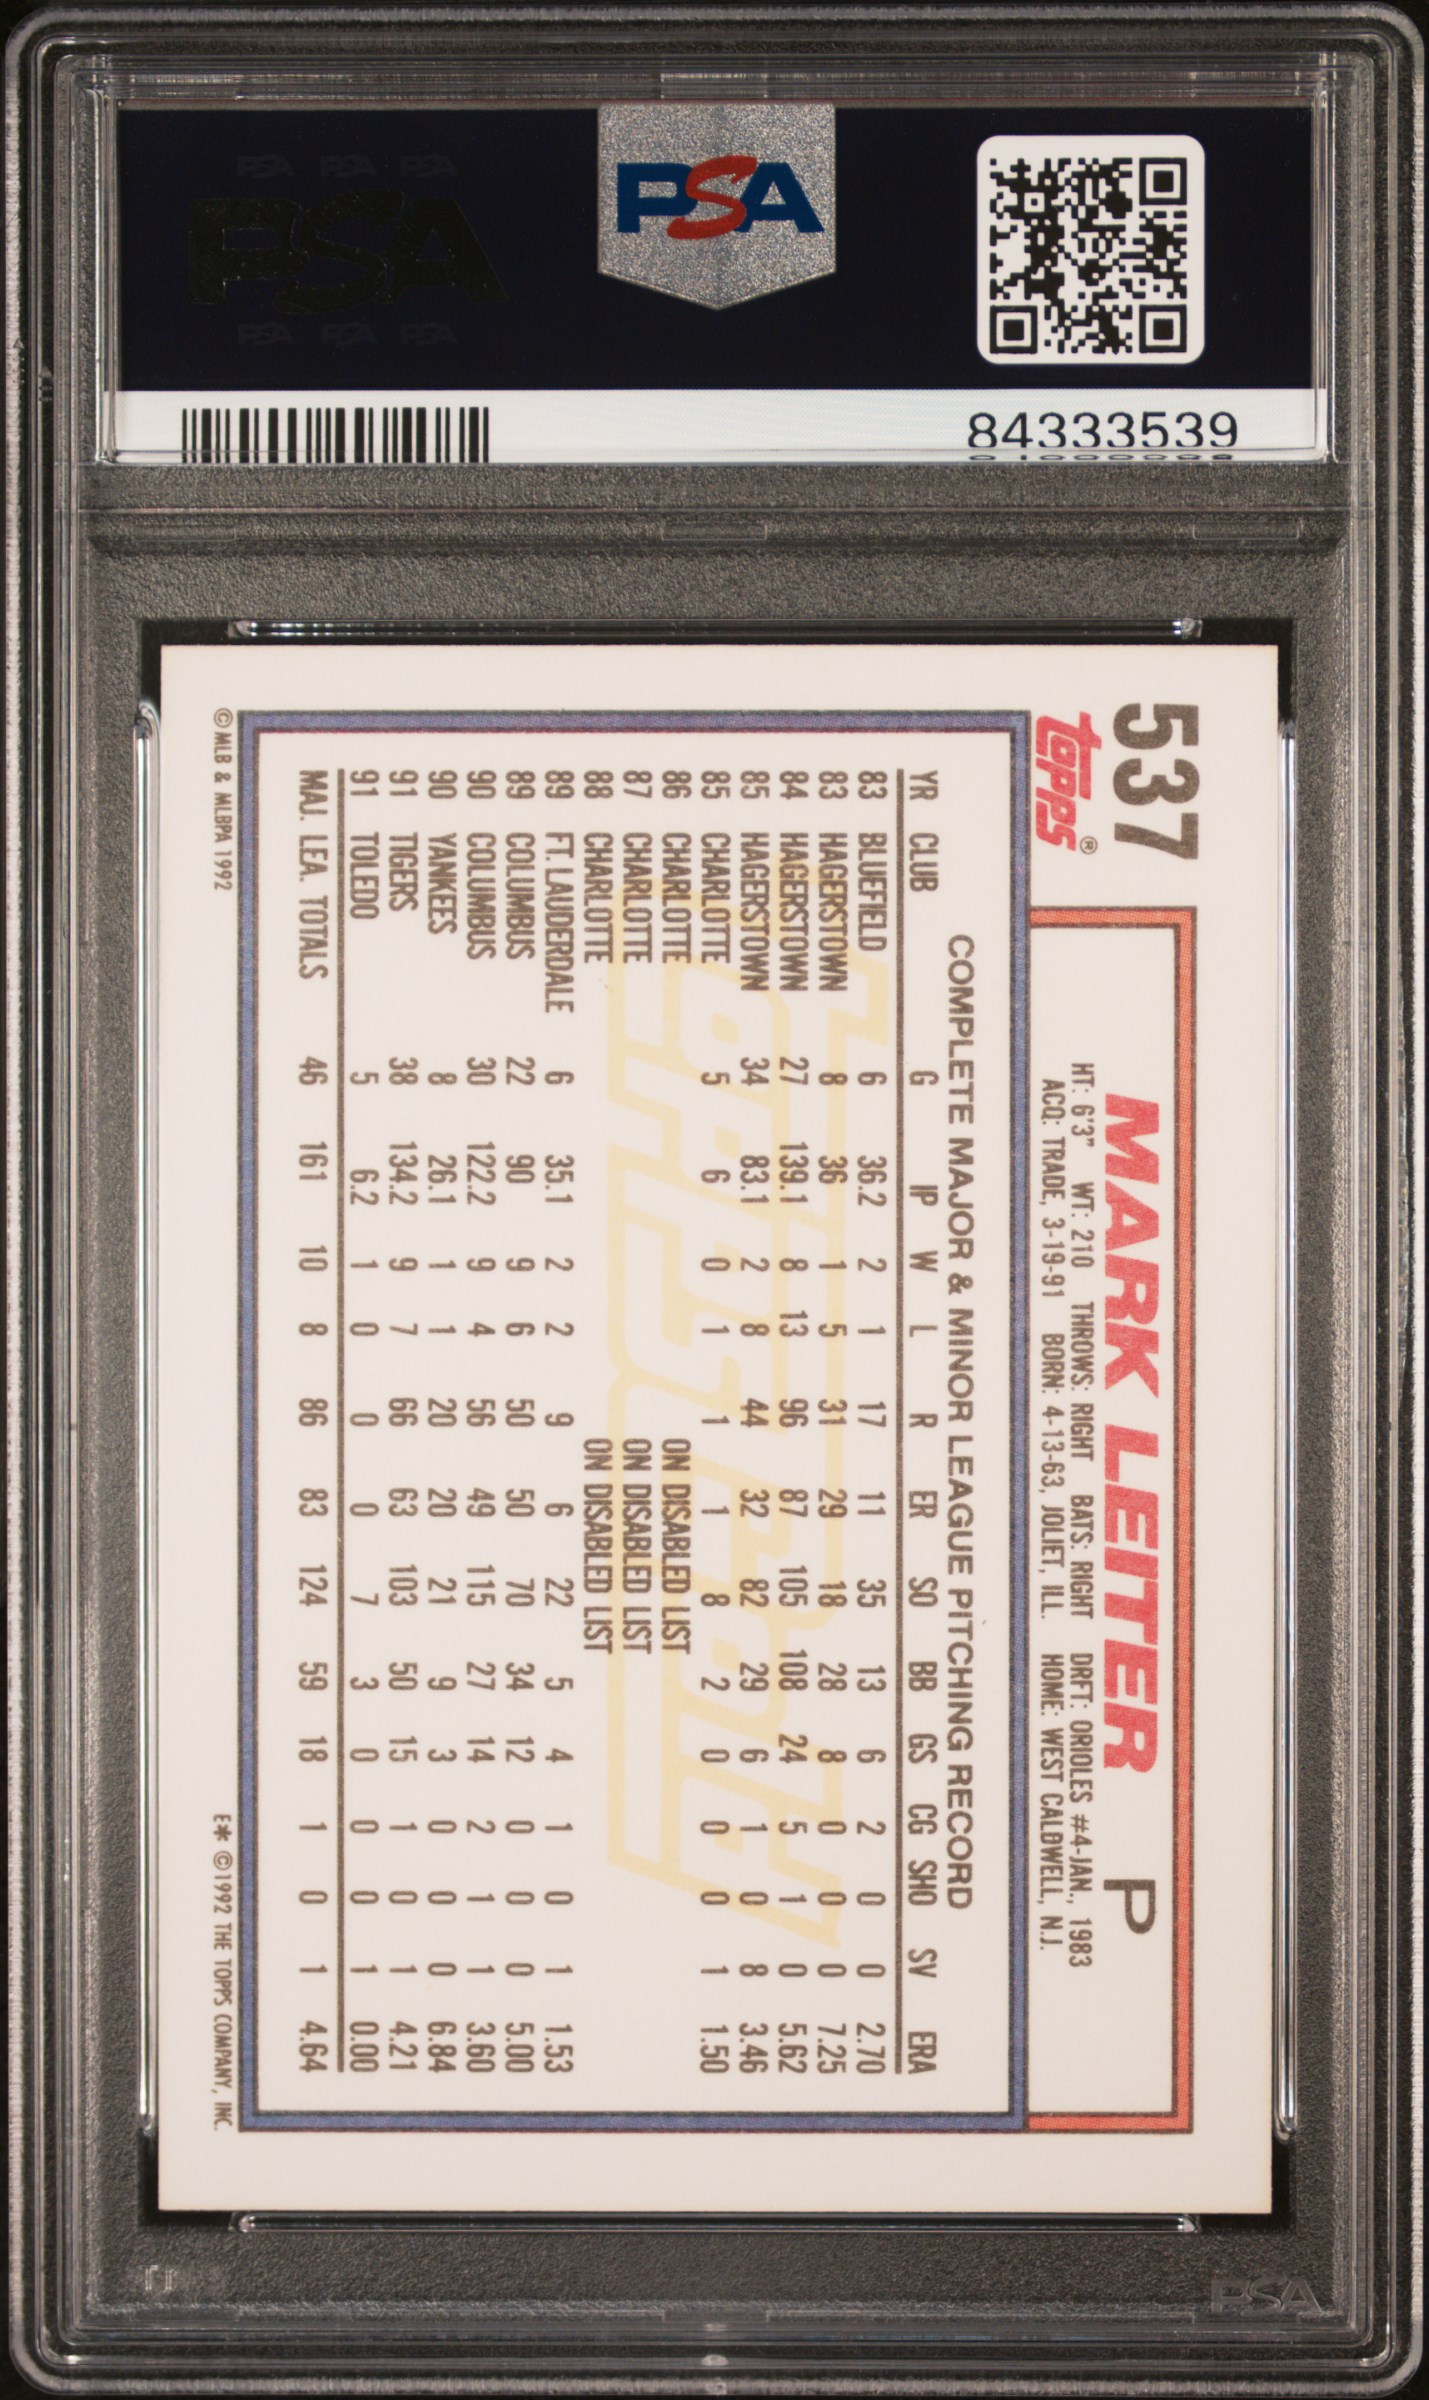 PSA PSA PSA
PSA
PSA PSA PSA
PSA
84333539
537
Topps®
MARK LEITER P
HT: 6'3" WT: 210 THROWS: RIGHT BATS: RIGHT DRFT: ORIOLES #4-JAN., 1983
ACQ: TRADE, 3-19-91 BORN: 4-13-63, JOLIET, ILL. HOME: WEST CALDWELL, N.J.
COMPLETE MAJOR & MINOR LEAGUE PITCHING RECORD
YR CLUB G IP W L R ER SO BB GS CG SHO SV ERA
83 BLUEFIELD 6 36.2 2 1 17 11 35 13 6 2 0 0 2.70
83 HAGERSTOWN 8 36 1 5 31 29 18 28 8 0 0 0 7.25
84 HAGERSTOWN 27 139.1 8 13 96 87 105 108 24 5 1 0 5.62
85 HAGERSTOWN 34 83.1 2 8 44 32 82 29 6 1 0 8 3.46
85 CHARLOTTE 5 6 0 1 1 1 8 2 0 0 0 1 1.50
86 CHARLOTTE ON DISABLED LIST
87 CHARLOTTE ON DISABLED LIST
88 CHARLOTTE ON DISABLED LIST
89 FT. LAUDERDALE 6 35.1 2 2 9 6 22 5 4 1 0 1 1.53
89 COLUMBUS 22 90 9 6 50 50 70 34 12 0 0 0 5.00
90 COLUMBUS 30 122.2 9 4 56 49 115 27 14 2 1 1 3.60
90 YANKEES 8 26.1 1 1 20 20 21 9 3 0 0 0 6.84
91 TIGERS 38 134.2 9 7 66 63 103 50 15 1 0 1 4.21
91 TOLEDO 5 6.2 1 0 0 0 7 3 0 0 0 1 0.00
MAJ. LEA. TOTALS 46 161 10 8 86 83 124 59 18 1 0 1 4.64
© MLB & MLBPA 1992
E* ©1992 THE TOPPS COMPANY, INC.
PSA